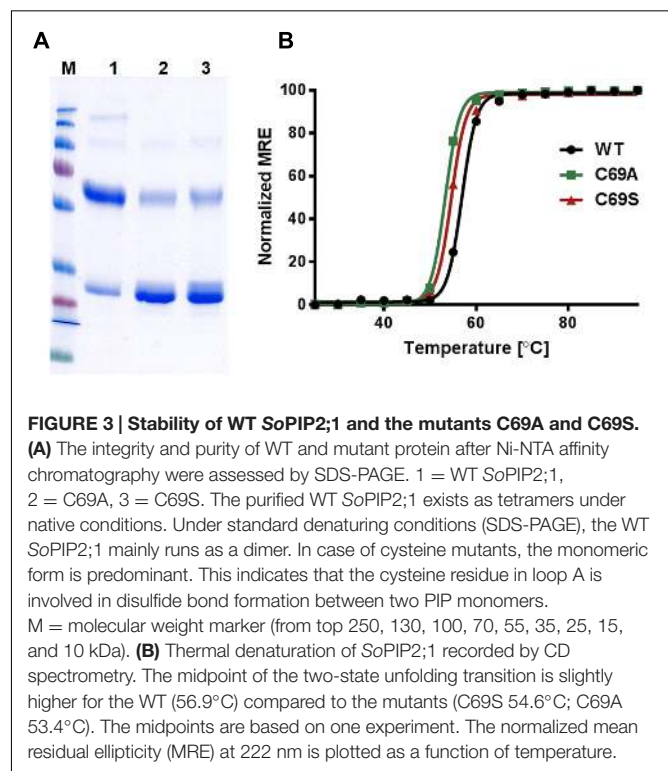 A
B
M 1 2 3
100
80
60
40
20
0
Normalized MRE
WT
C69A
C69S
40 60 80
Temperature [°C]
FIGURE 3 | Stability of WT SoPIP2;1 and the mutants C69A and C69S.
(A) The integrity and purity of WT and mutant protein after Ni-NTA affinity
chromatography were assessed by SDS-PAGE. 1 = WT SoPIP2;1,
2 = C69A, 3 = C69S. The purified WT SoPIP2;1 exists as tetramers under
native conditions. Under standard denaturing conditions (SDS-PAGE), the WT
SoPIP2;1 mainly runs as a dimer. In case of cysteine mutants, the monomeric
form is predominant. This indicates that the cysteine residue in loop A is
involved in disulfide bond formation between two PIP monomers.
M = molecular weight marker (from top 250, 130, 100, 70, 55, 35, 25, 15,
and 10 kDa). (B) Thermal denaturation of SoPIP2;1 recorded by CD
spectrometry. The midpoint of the two-state unfolding transition is slightly
higher for the WT (56.9°C) compared to the mutants (C69S 54.6°C; C69A
53.4°C). The midpoints are based on one experiment. The normalized mean
residual ellipticity (MRE) at 222 nm is plotted as a function of temperature.